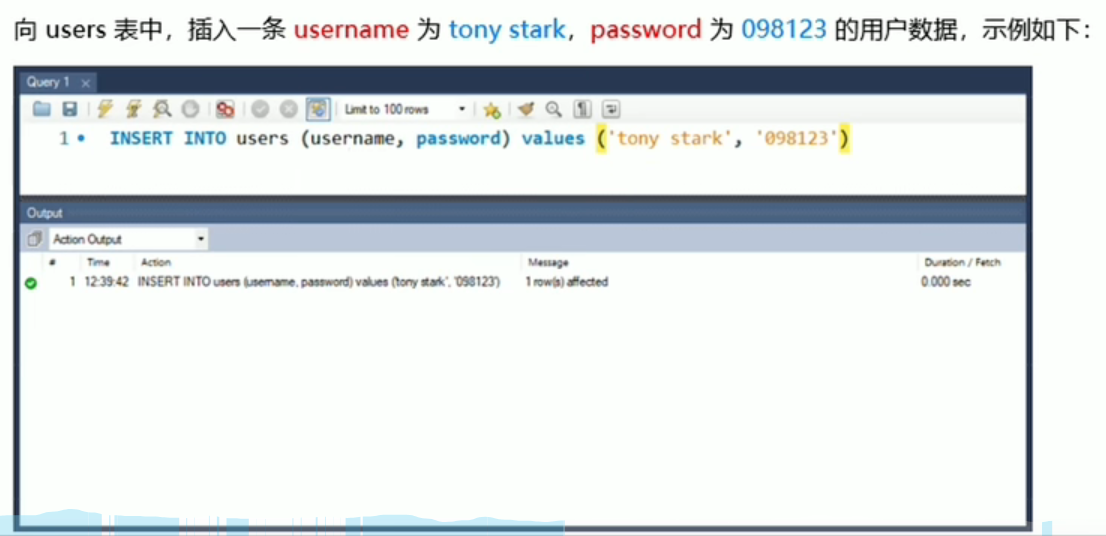 向 users 表中，插入一条 username 为 tony stark，password 为 098123 的用户数据，示例如下：
Query 1
Limit to 100 rows
1 INSERT INTO users (username, password) values ('tony stark', '098123')
Output
Action Output
# Time Action Message Duration / Fetch
1 12:39:42 INSERT INTO users (username, password) values ('tony stark', '098123') 1 row(s) affected 0.000 sec